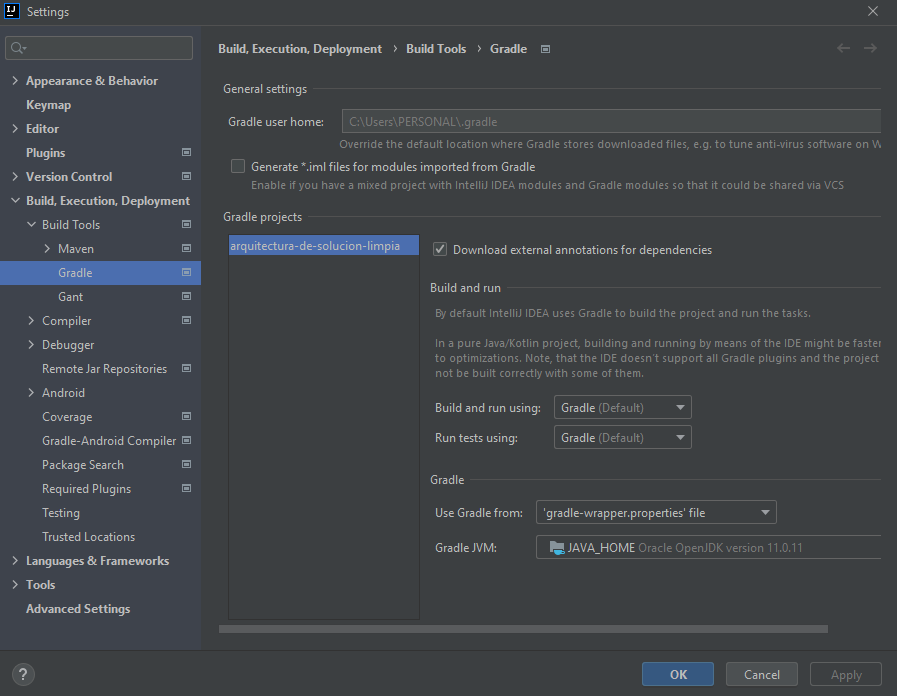 Settings
Appearance & Behavior
Keymap
Editor
Plugins
Version Control
Build, Execution, Deployment
Build Tools
Maven
Gradle
Gant
Compiler
Debugger
Remote Jar Repositories
Android
Coverage
Gradle-Android Compiler
Package Search
Required Plugins
Testing
Trusted Locations
Languages & Frameworks
Tools
Advanced Settings
Build, Execution, Deployment › Build Tools › Gradle
General settings
Gradle user home: C:\Users\PERSONAL\.gradle
Override the default location where Gradle stores downloaded files, e.g. to tune anti-virus software on W
Generate *.iml files for modules imported from Gradle
Enable if you have a mixed project with IntelliJ IDEA modules and Gradle modules so that it could be shared via VCS
Gradle projects
arquitectura-de-solucion-limpia
Download external annotations for dependencies
Build and run
By default IntelliJ IDEA uses Gradle to build the project and run the tasks.
In a pure Java/Kotlin project, building and running by means of the IDE might be faster
to optimizations. Note, that the IDE doesn't support all Gradle plugins and the project
not be built correctly with some of them.
Build and run using: Gradle (Default)
Run tests using: Gradle (Default)
Gradle
Use Gradle from: 'gradle-wrapper.properties' file
Gradle JVM: JAVA_HOME Oracle OpenJDK version 11.0.11
?
OK
Cancel
Apply